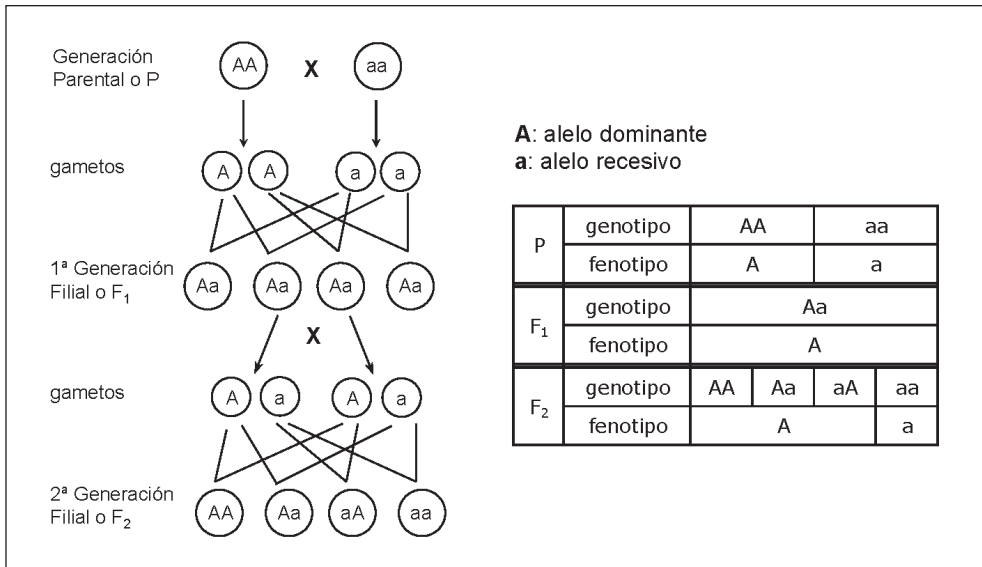 Generación
Parental o P
AA X aa
gametos
A A a a
1ª Generación
Filial o F₁
Aa Aa Aa Aa
X
gametos
A a A a
2ª Generación
Filial o F₂
AA Aa aA aa
A: alelo dominante
a: alelo recesivo
P genotipo AA aa
fenotipo A a
F₁ genotipo Aa
fenotipo A
F₂ genotipo AA Aa aA aa
fenotipo A a